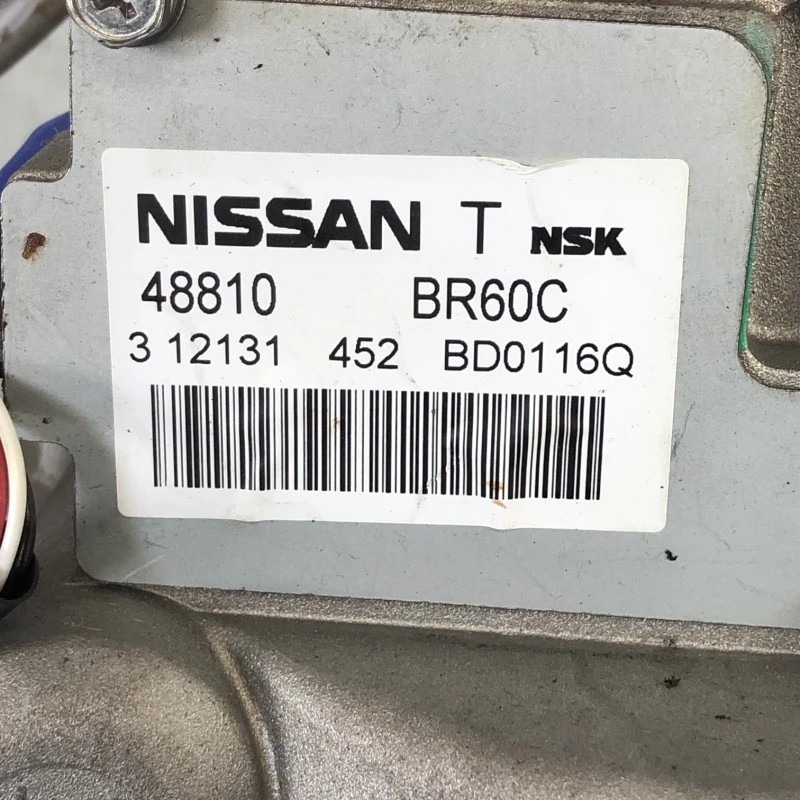 NISSAN T NSK
48810 BR60C
3 12131 452 BD0116Q